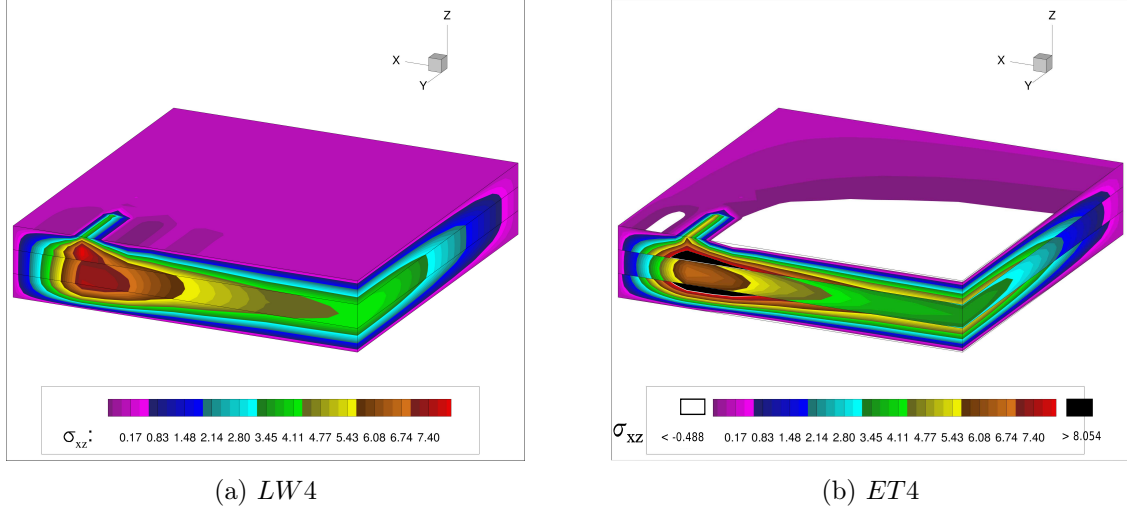 Z
X
Y
σxz:
0.17 0.83 1.48 2.14 2.80 3.45 4.11 4.77 5.43 6.08 6.74 7.40
(a) LW4
Z
X
Y
σxz
< -0.488 0.17 0.83 1.48 2.14 2.80 3.45 4.11 4.77 5.43 6.08 6.74 7.40 > 8.054
(b) ET4